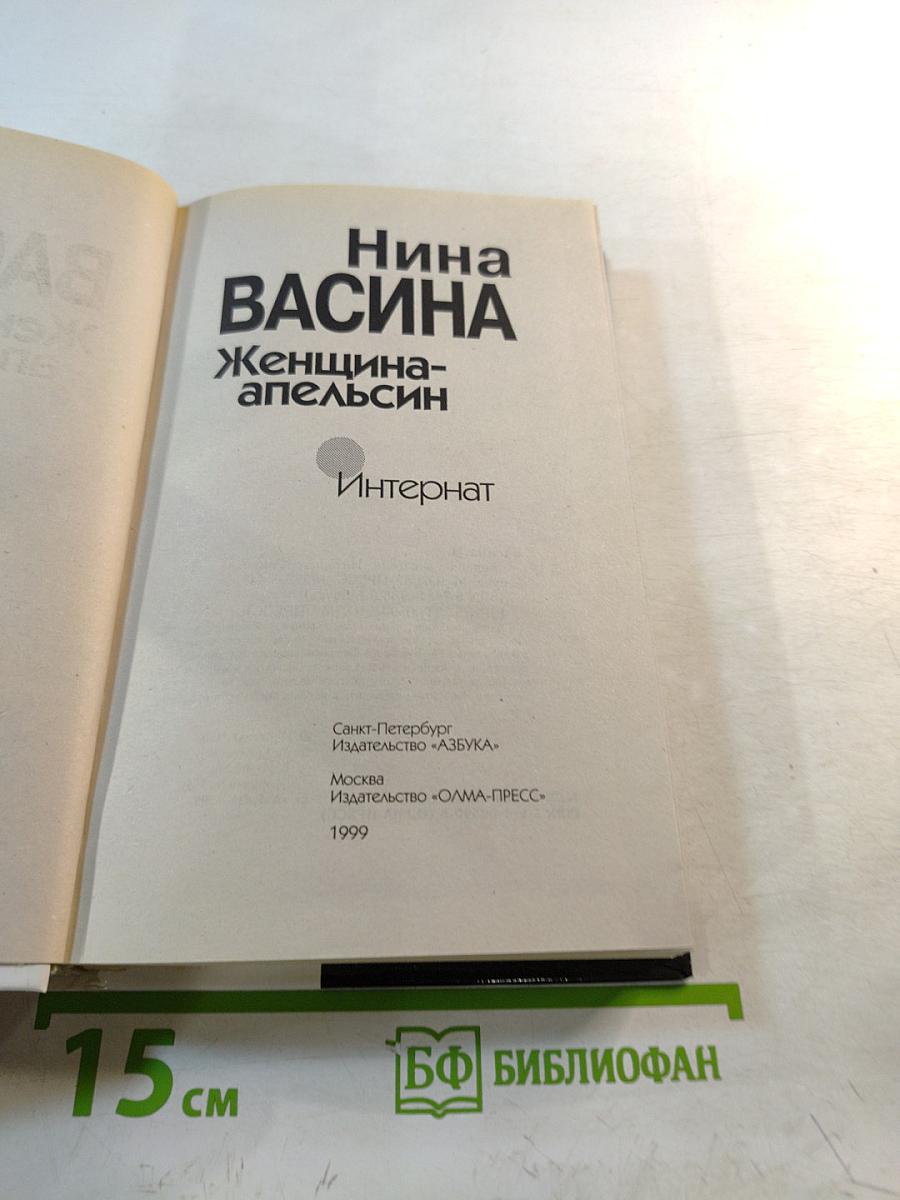 Нина
ВАСИНА
Женщина-
апельсин
Интернат
Санкт-Петербург
Издательство «АЗБУКА»
Москва
Издательство «ОЛМА-ПРЕСС»
1999
15 см
БФ БИБЛИОФАН